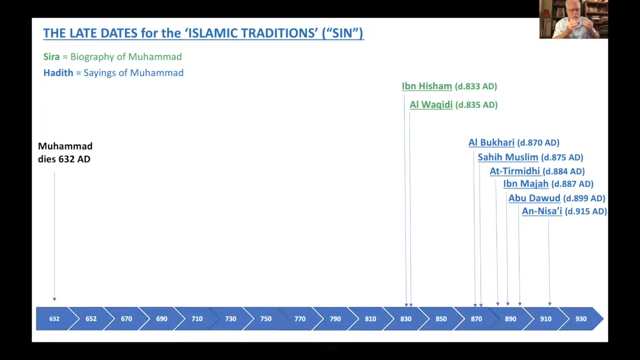 THE LATE DATES for the ‘ISLAMIC TRADITIONS’ (“SIN”)
Sira = Biography of Muhammad
Hadith = Sayings of Muhammad
Ibn Hisham (d.833 AD)
Al Waqidi (d.835 AD)
Muhammad
dies 632 AD
Al Bukhari (d.870 AD)
Sahih Muslim (d.875 AD)
At-Tirmidhi (d.884 AD)
Ibn Majah (d.887 AD)
Abu Dawud (d.899 AD)
An-Nisa’i (d.915 AD)
632 652 670 690 710 730 750 770 790 810 830 850 870 890 910 930